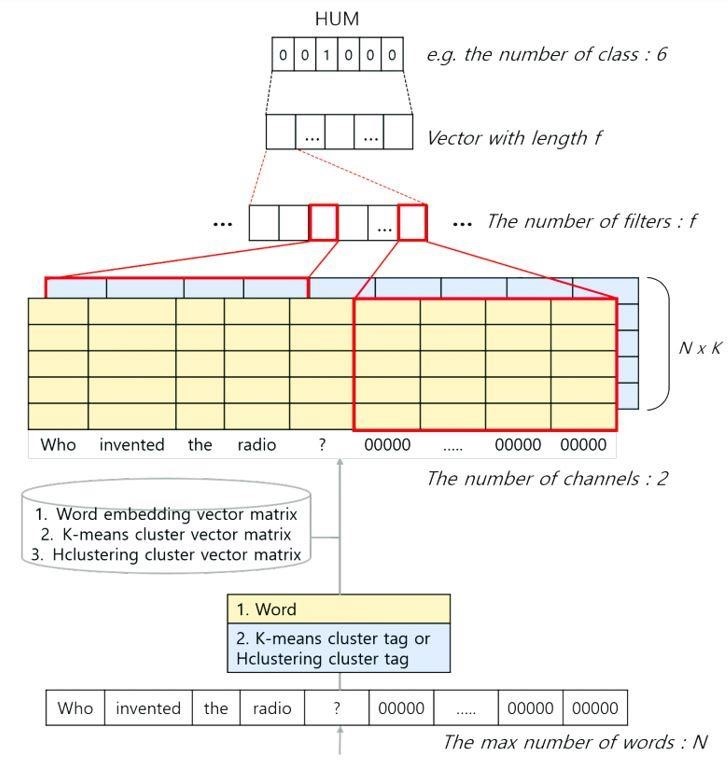 HUM
0 0 1 0 0 0 e.g. the number of class : 6
... ... Vector with length f
... ... ... The number of filters : f
N x K
Who invented the radio ? 00000 ..... 00000 00000
The number of channels : 2
1. Word embedding vector matrix
2. K-means cluster vector matrix
3. Hclustering cluster vector matrix
1. Word
2. K-means cluster tag or
Hclustering cluster tag
Who invented the radio ? 00000 ..... 00000 00000
The max number of words : N